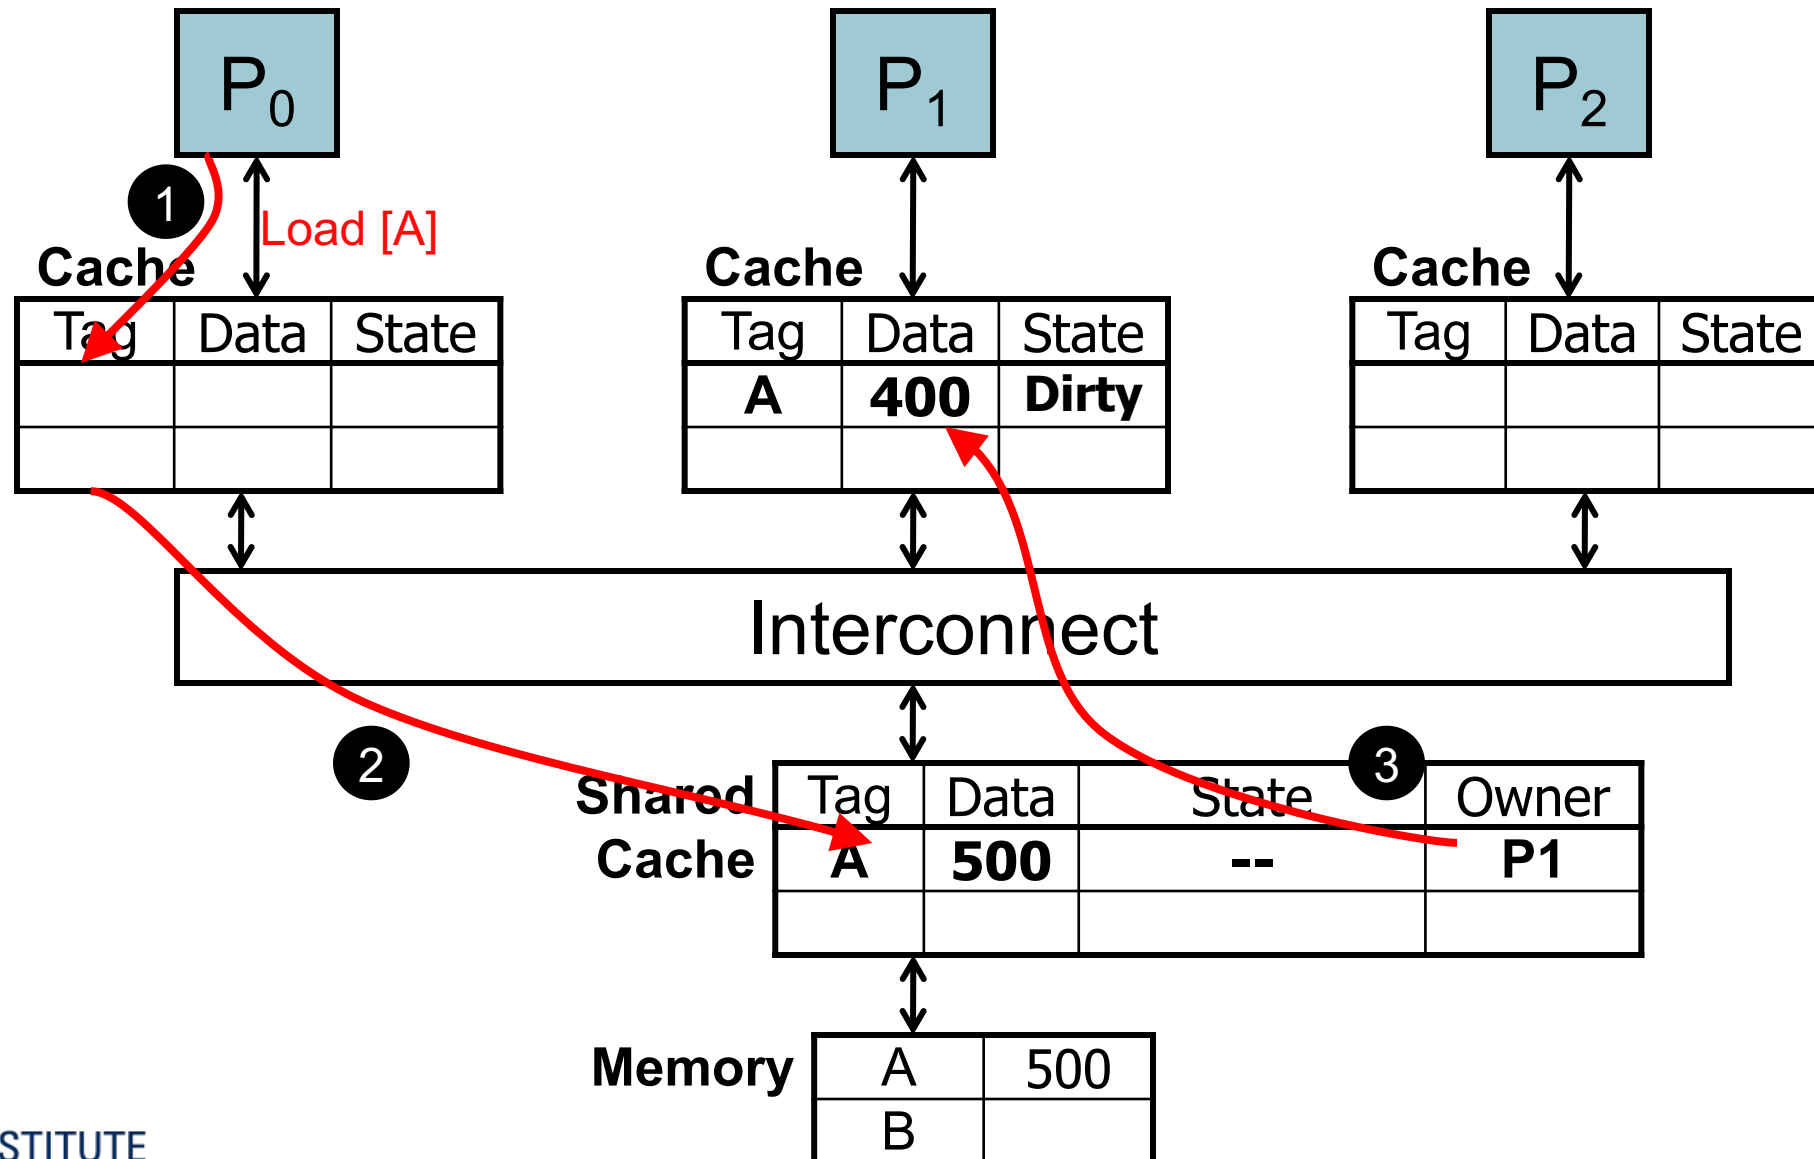 P0 P1 P2
1 Load [A]
Cache Cache Cache
Tag Data State Tag Data State Tag Data State
A 400 Dirty
Interconnect
2 3
Shared Tag Data State Owner
Cache A 500 -- P1
Memory A 500
B
STITUTE